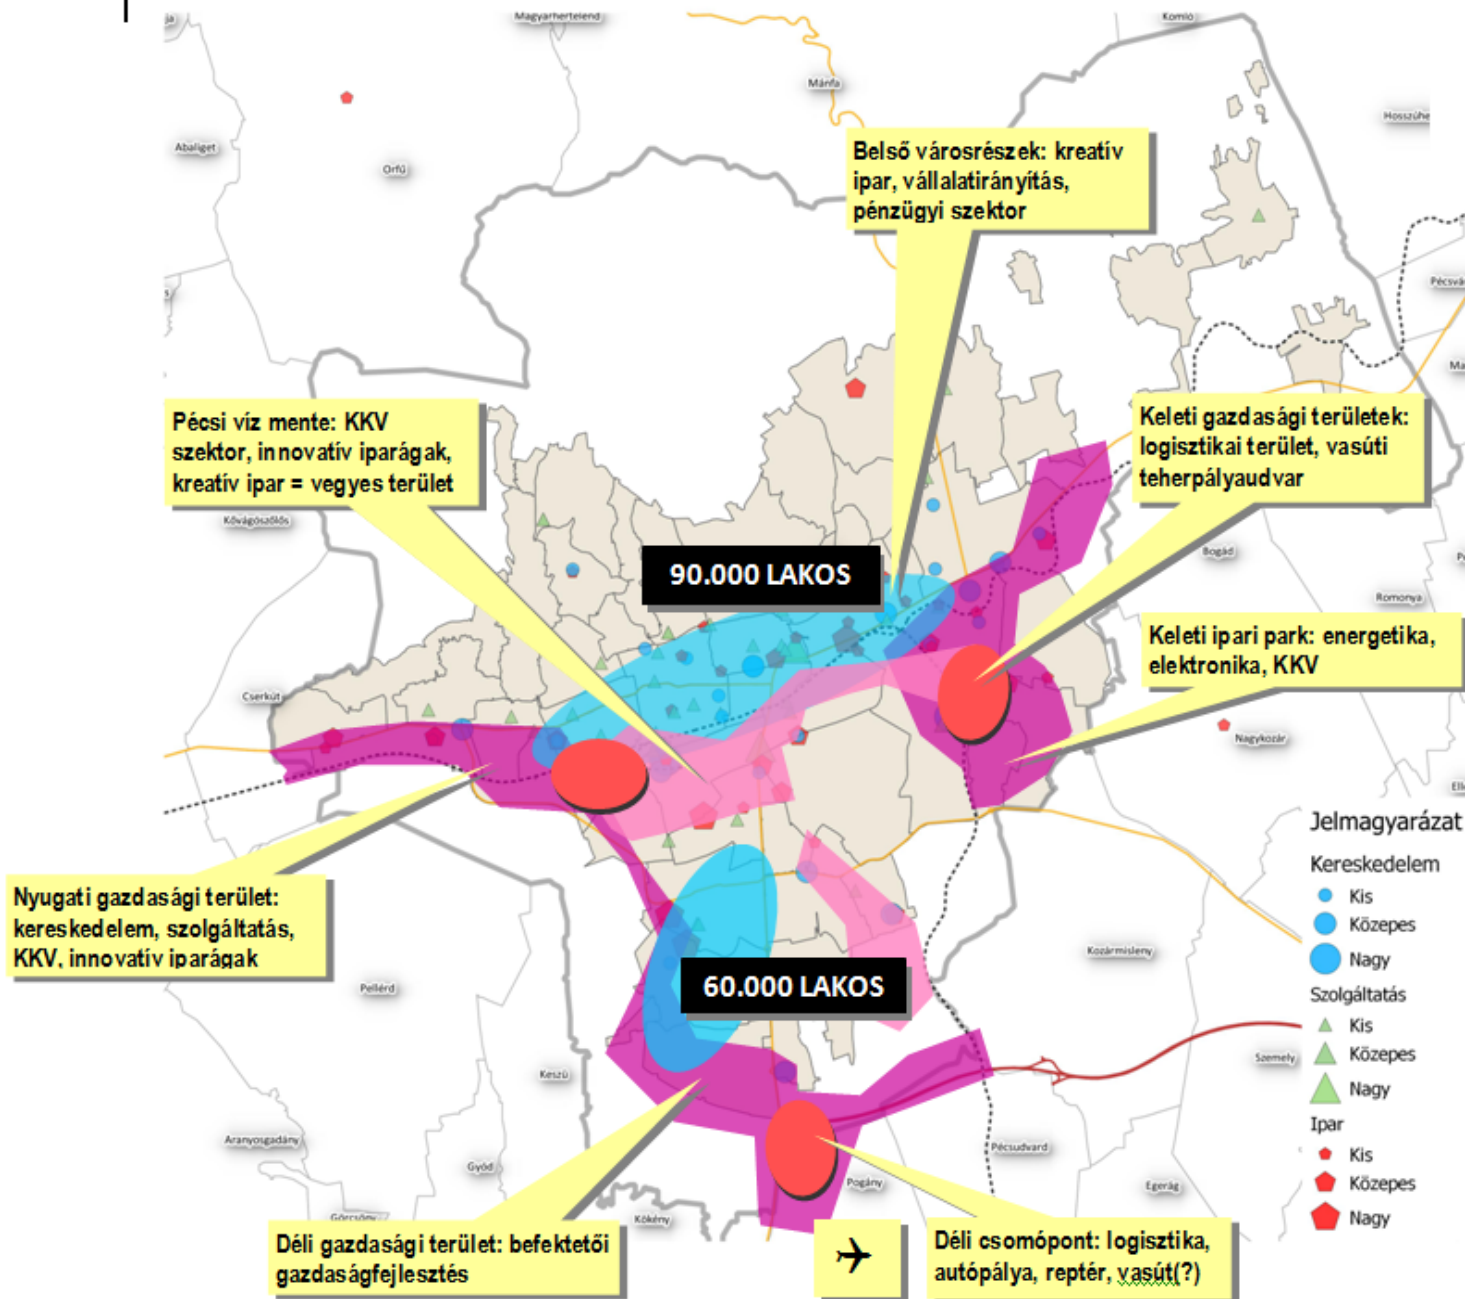 Magyarhertelend
Komló
Mánfa
Hosszúhe
Abaliget
Orfű
Belső városrészek: kreatív
ipar, vállalatirányítás,
pénzügyi szektor
Pécsvá
Pécsi víz mente: KKV
szektor, innovatív iparágak,
kreatív ipar = vegyes terület
Keleti gazdasági területek:
logisztikai terület, vasúti
teherpályaudvar
Kővágószőlős
Bogád
90.000 LAKOS
Romonya
Keleti ipari park: energetika,
elektronika, KKV
Cserkút
Nagykozár
Jelmagyarázat
Kereskedelem
Kis
Közepes
Nagy
Szolgáltatás
Kis
Közepes
Nagy
Ipar
Kis
Közepes
Nagy
Nyugati gazdasági terület:
kereskedelem, szolgáltatás,
KKV, innovatív iparágak
Kozármisleny
Pellérd
60.000 LAKOS
Szemely
Keszü
Aranyosgadány
Gyód
Pécsudvard
Pogány
Egerág
Görcsöny
Kökény
Déli gazdasági terület: befektetői
gazdaságfejlesztés
Déli csomópont: logisztika,
autópálya, reptér, vasút(?)